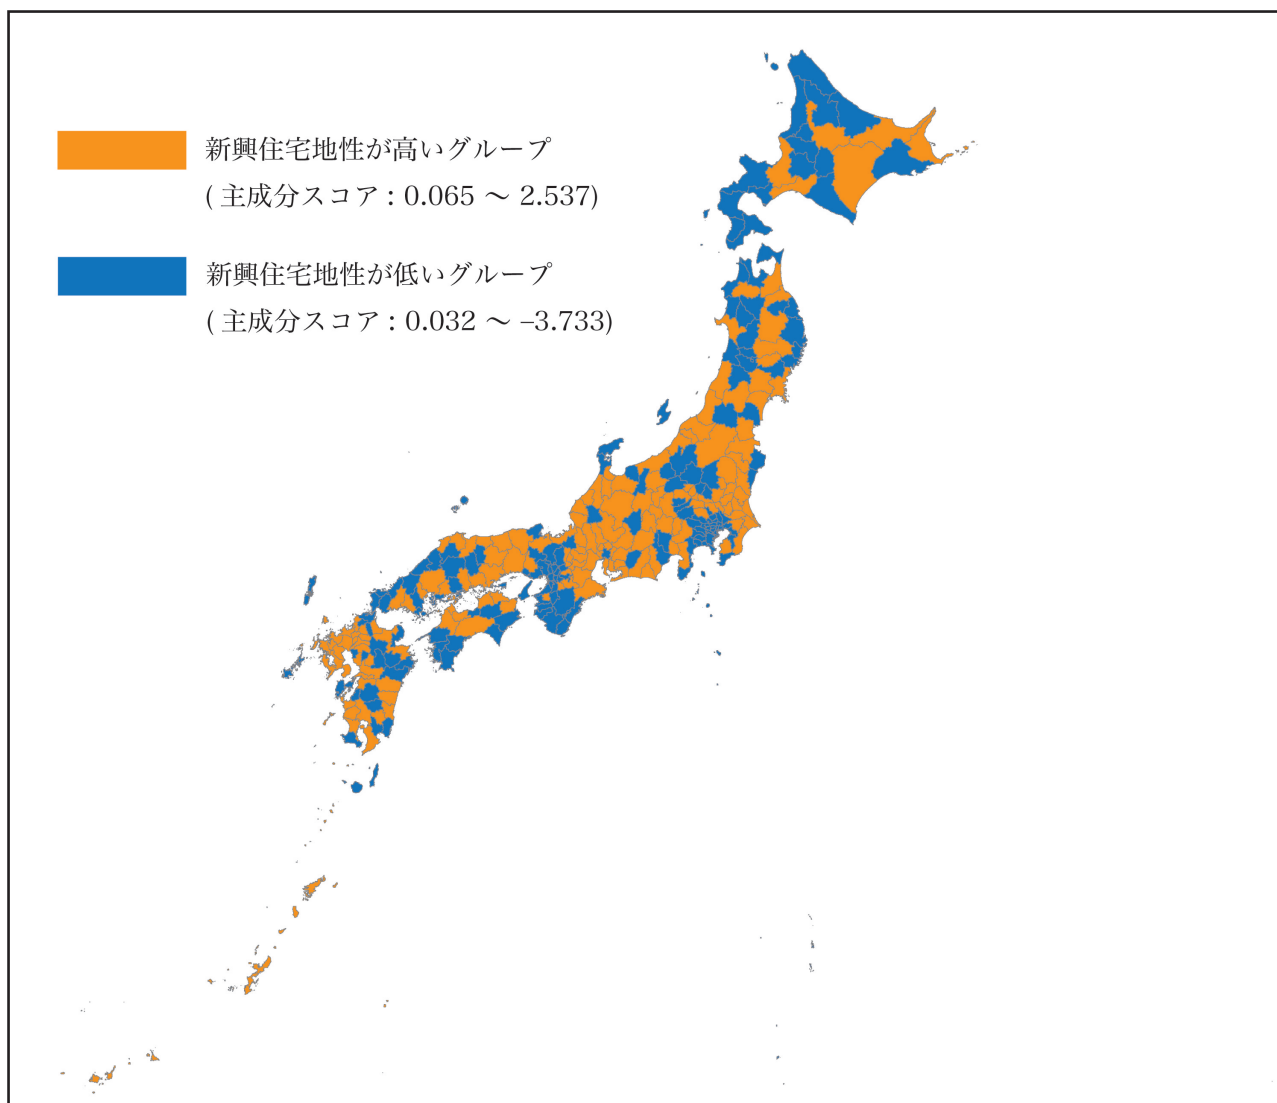 新興住宅地性が高いグループ
( 主成分スコア : 0.065 ～ 2.537)
新興住宅地性が低いグループ
( 主成分スコア : 0.032 ～ –3.733)